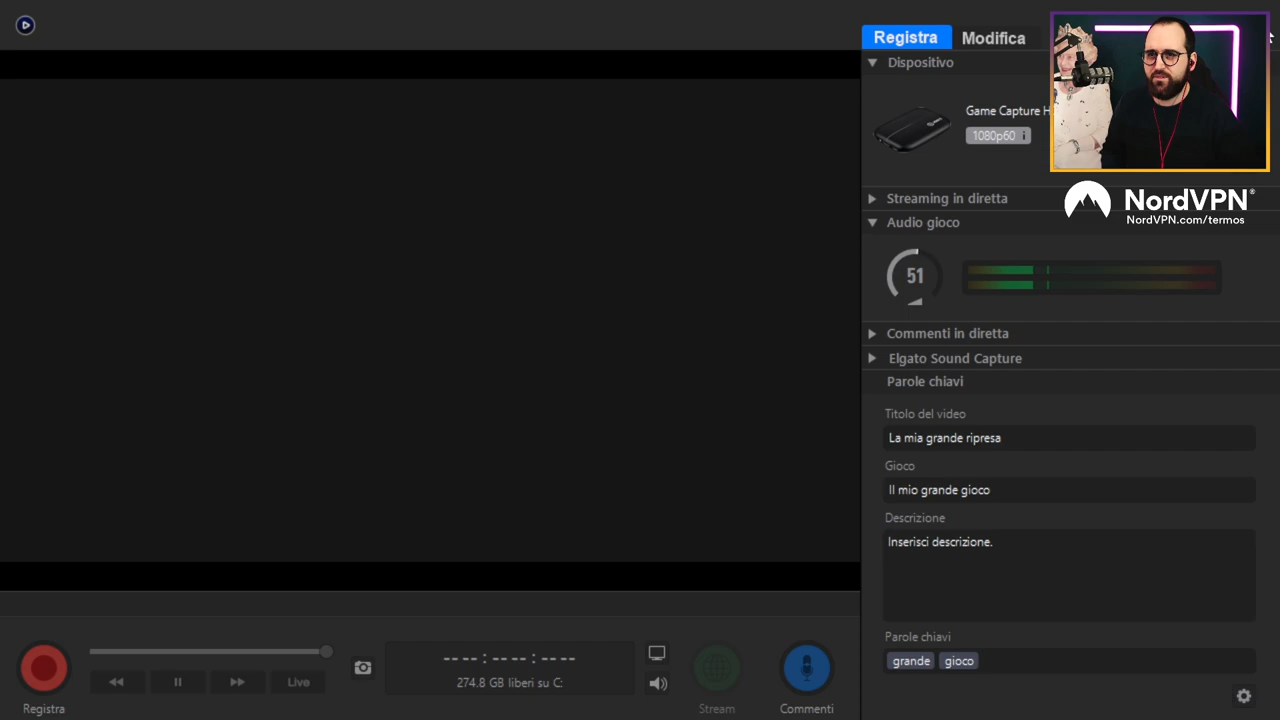 Registra
Modifica
Dispositivo
Game Capture H
1080p60 i
NordVPN®
NordVPN.com/termos
Streaming in diretta
Audio gioco
51
Commenti in diretta
Elgato Sound Capture
Parole chiavi
Titolo del video
La mia grande ripresa
Gioco
Il mio grande gioco
Descrizione
Inserisci descrizione.
Parole chiavi
grande gioco
-- -- : -- -- : -- --
274.8 GB liberi su C:
Live
Registra
Stream
Commenti